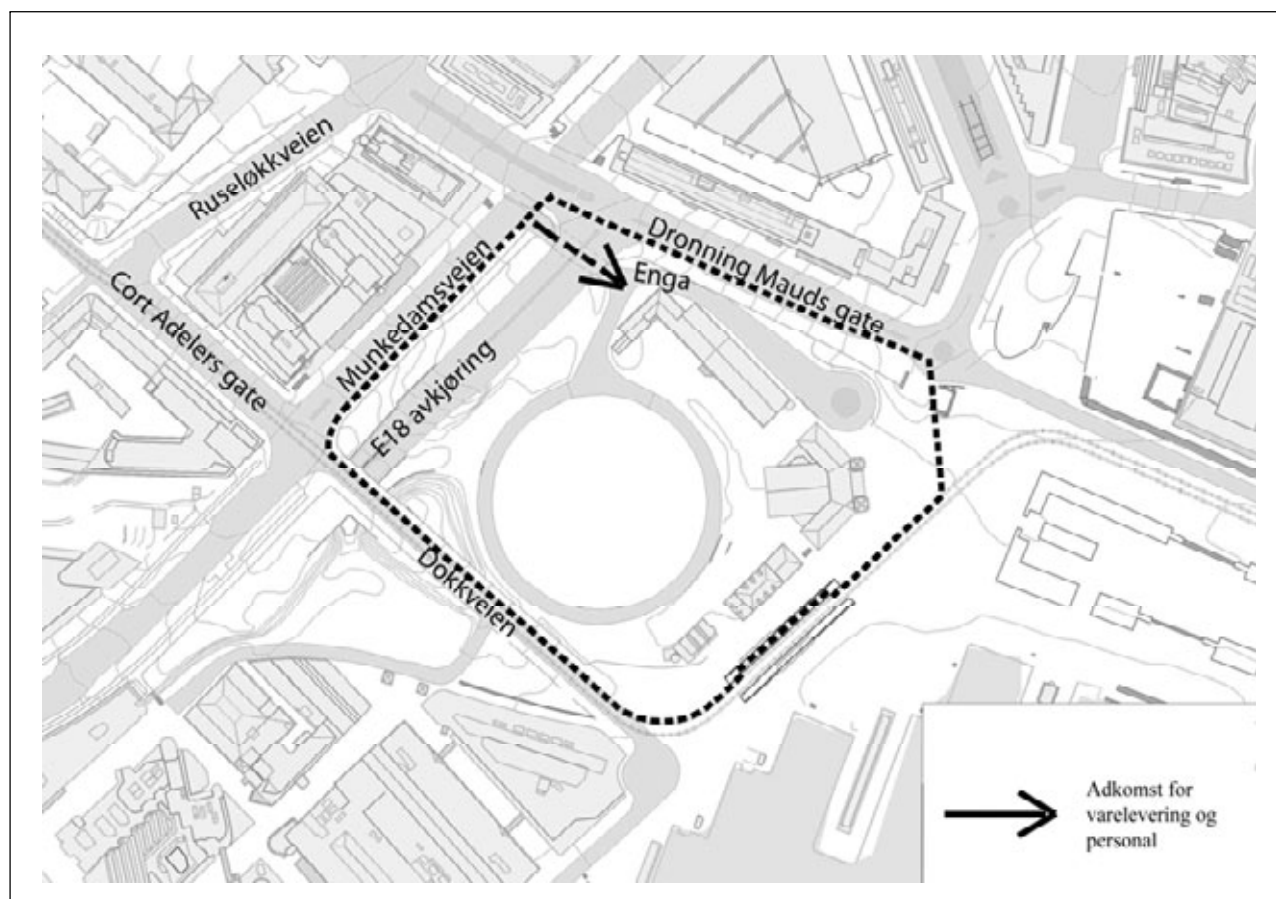 Ruseløkkveien
Cort Adelers gate
Munkedamsveien
E18 avkjøring
Dronning Mauds gate
Enga
Dokkveien
Adkomst for
varelevering og
personal